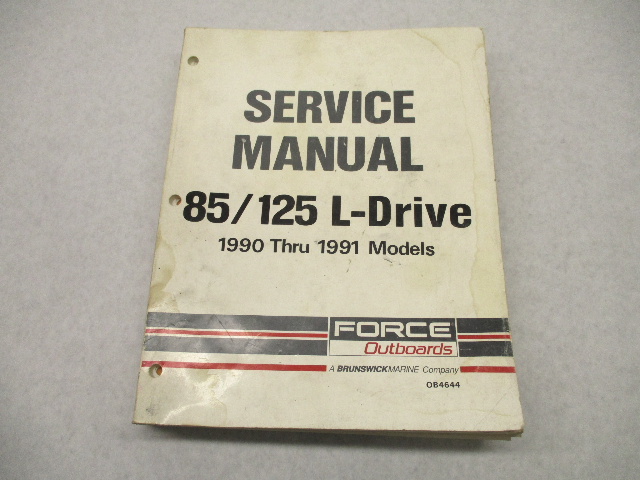 SERVICE
MANUAL
85/125 L-Drive
1990 Thru 1991 Models
FORCE
Outboards
A BRUNSWICK MARINE Company
OB4644